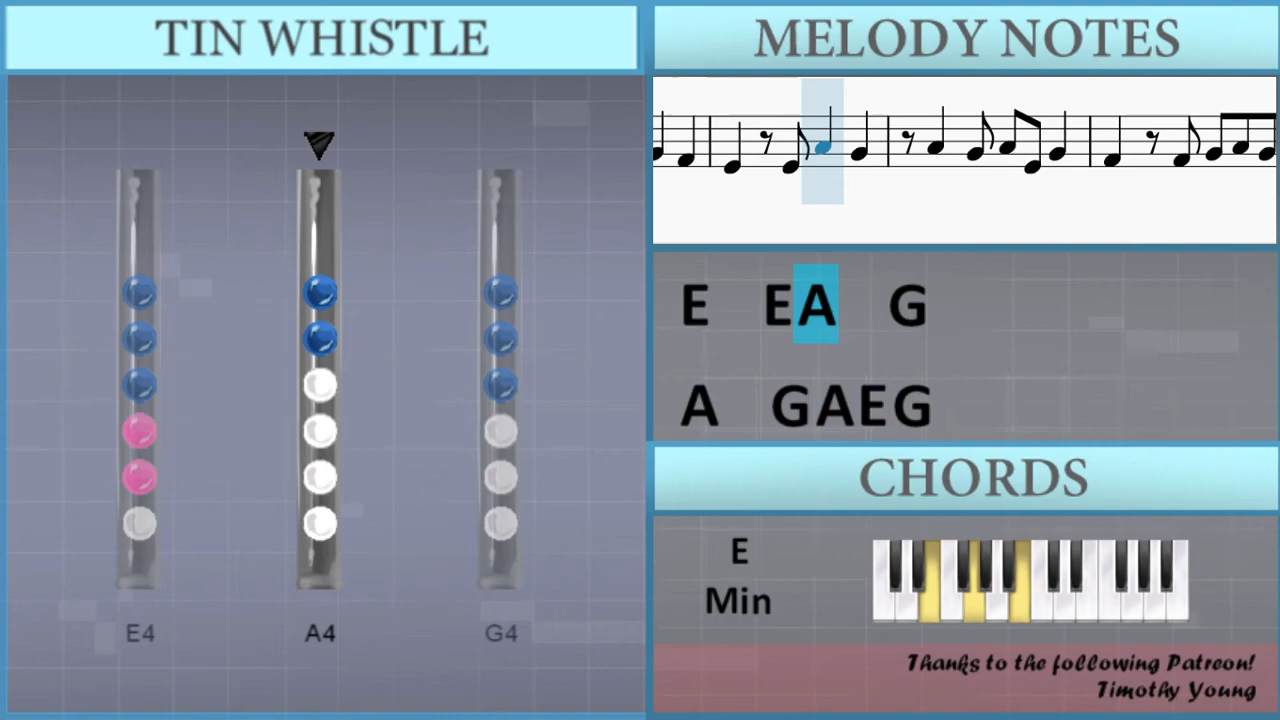 TIN WHISTLE
E4 A4 G4
MELODY NOTES
E EA G
A GAEG
CHORDS
E
Min
Thanks to the following Patreon!
Timothy Young